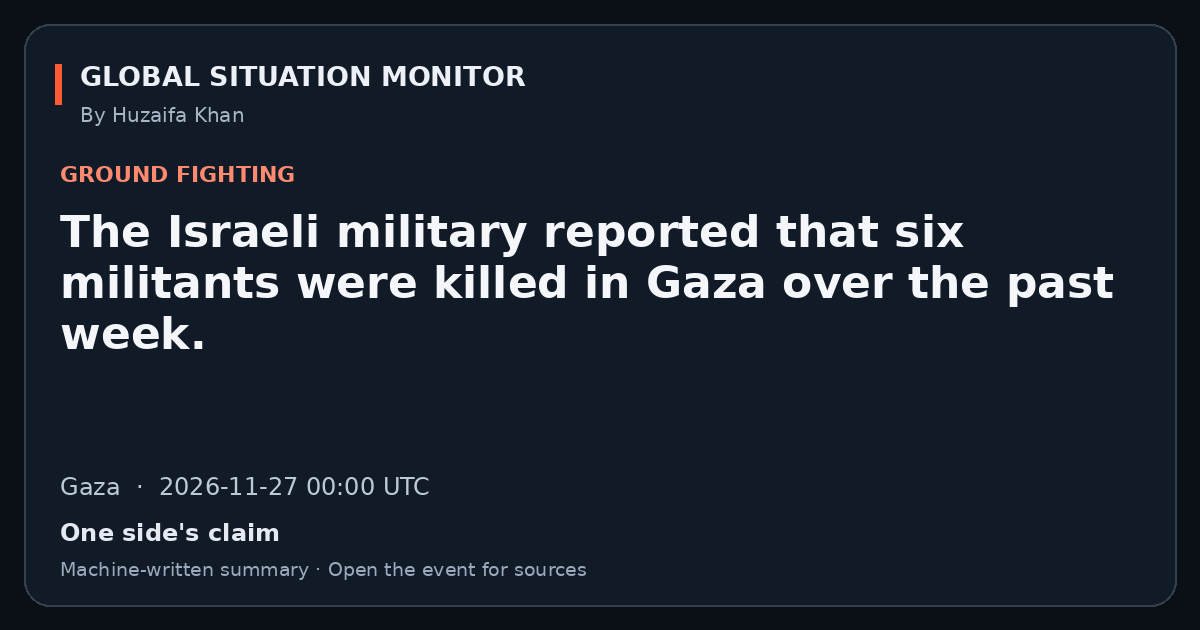 GLOBAL SITUATION MONITOR
By Huzaifa Khan
GROUND FIGHTING
The Israeli military reported that six
militants were killed in Gaza over the past
week.
Gaza · 2026-11-27 00:00 UTC
One side's claim
Machine-written summary · Open the event for sources